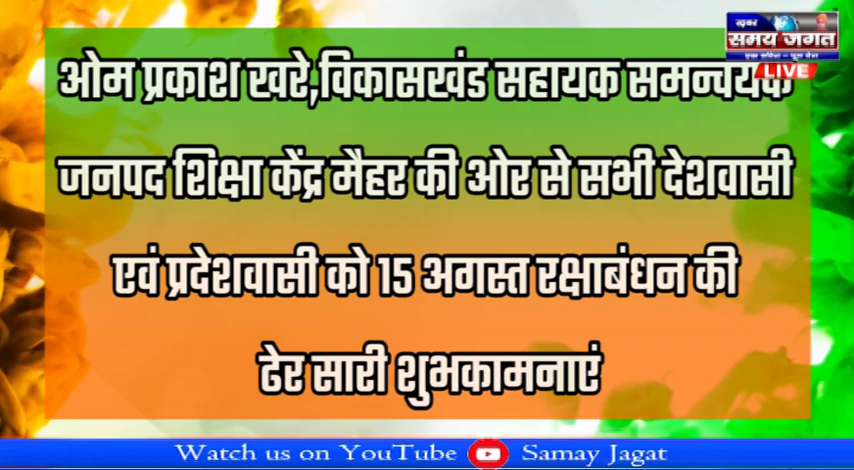 ख़बर
समय जगत
LIVE
ओम प्रकाश खरे,विकासखंड सहायक समन्वयक
जनपद शिक्षा केंद्र मैहर की ओर से सभी देशवासी
एवं प्रदेशवासी को 15 अगस्त रक्षाबंधन की
ढेर सारी शुभकामनाएं
Watch us on YouTube Samay Jagat